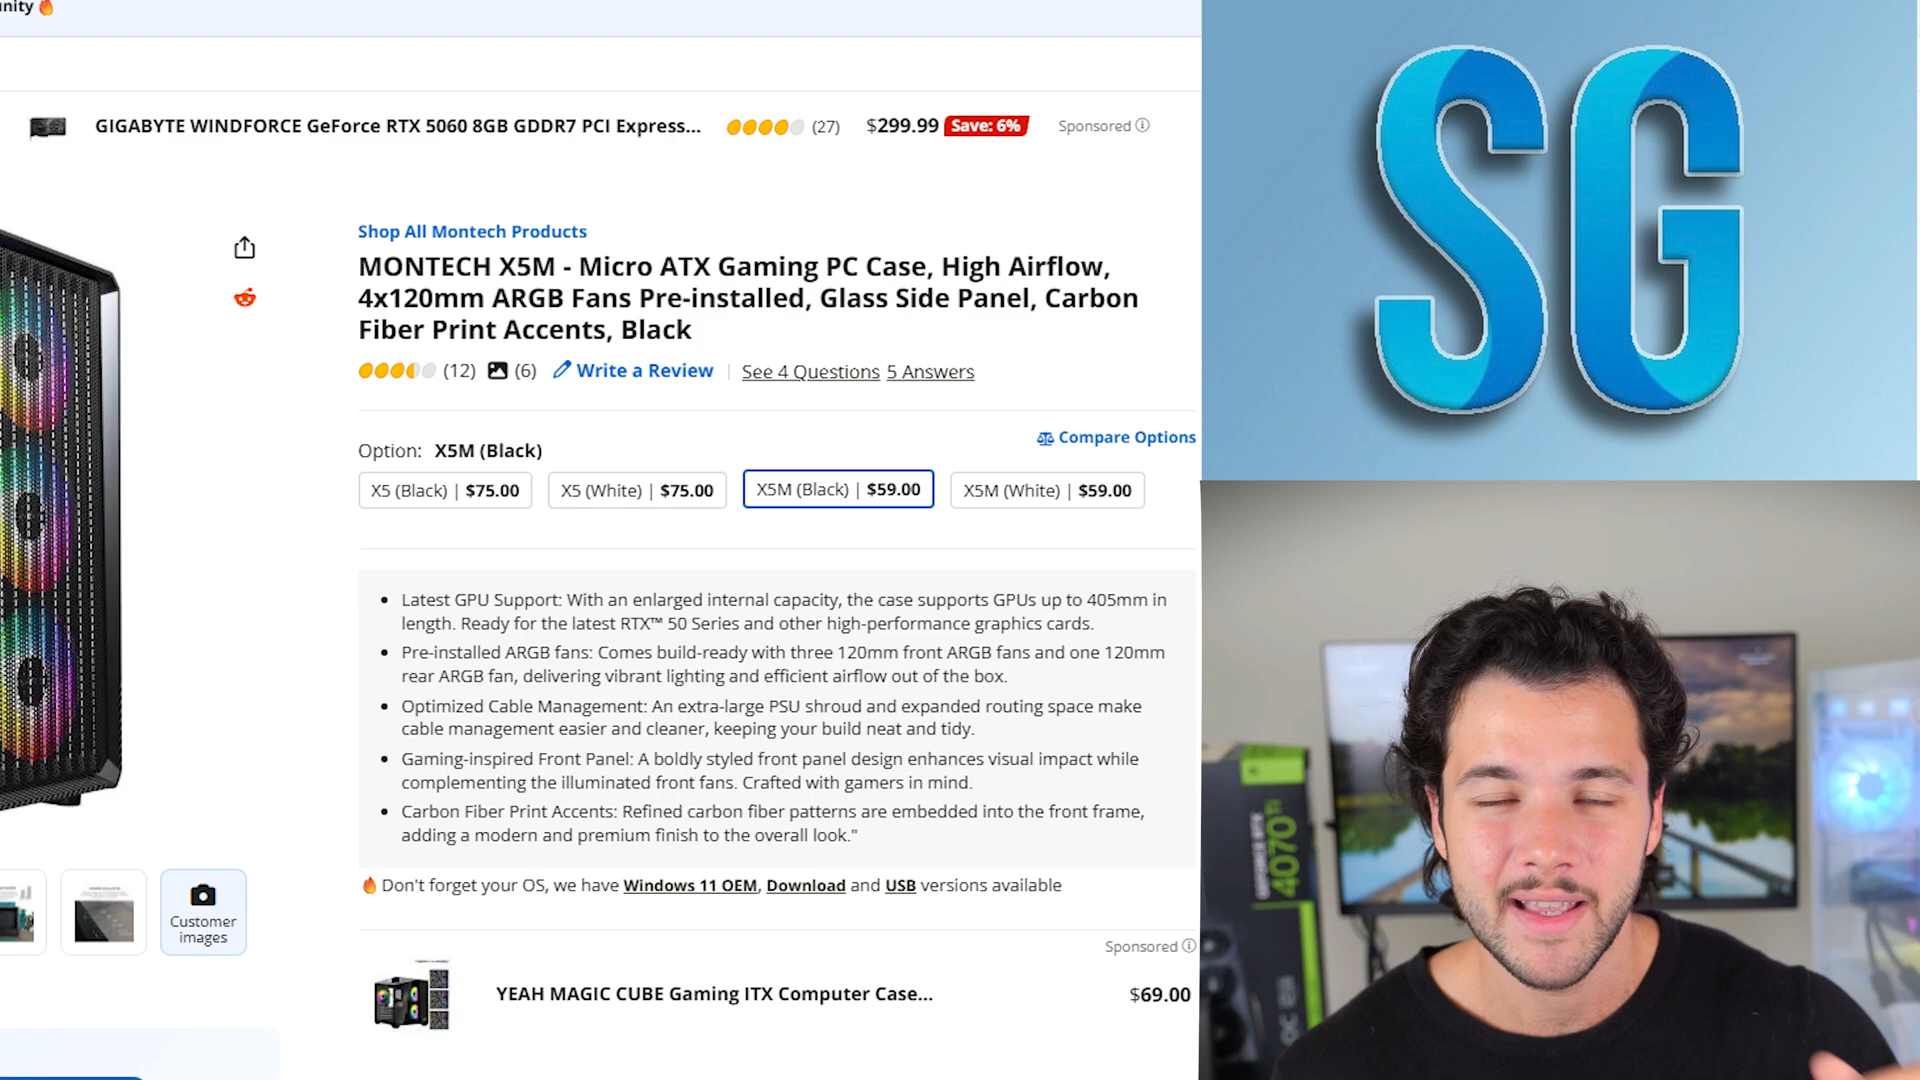 unity 🔥
GIGABYTE WINDFORCE GeForce RTX 5060 8GB GDDR7 PCI Express... (27) $299.99 Save: 6% Sponsored
SG
Shop All Montech Products
MONTECH X5M - Micro ATX Gaming PC Case, High Airflow,
4x120mm ARGB Fans Pre-installed, Glass Side Panel, Carbon
Fiber Print Accents, Black
(12) (6) Write a Review | See 4 Questions 5 Answers
Compare Options
Option: X5M (Black)
X5 (Black) | $75.00 X5 (White) | $75.00 X5M (Black) | $59.00 X5M (White) | $59.00
• Latest GPU Support: With an enlarged internal capacity, the case supports GPUs up to 405mm in
length. Ready for the latest RTX™ 50 Series and other high-performance graphics cards.
• Pre-installed ARGB fans: Comes build-ready with three 120mm front ARGB fans and one 120mm
rear ARGB fan, delivering vibrant lighting and efficient airflow out of the box.
• Optimized Cable Management: An extra-large PSU shroud and expanded routing space make
cable management easier and cleaner, keeping your build neat and tidy.
• Gaming-inspired Front Panel: A boldly styled front panel design enhances visual impact while
complementing the illuminated front fans. Crafted with gamers in mind.
• Carbon Fiber Print Accents: Refined carbon fiber patterns are embedded into the front frame,
adding a modern and premium finish to the overall look."
🔥 Don't forget your OS, we have Windows 11 OEM, Download and USB versions available
Customer
images
Sponsored
YEAH MAGIC CUBE Gaming ITX Computer Case... $69.00
4070 Ti